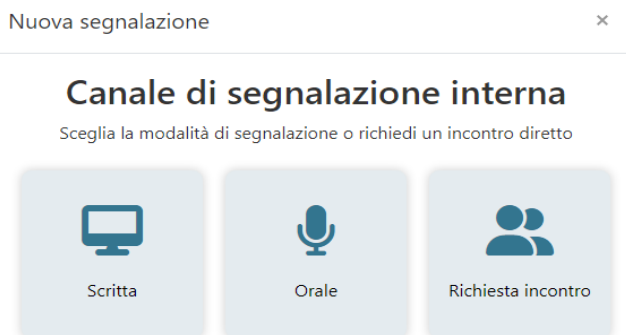 Nuova segnalazione ×
Canale di segnalazione interna
Sceglia la modalità di segnalazione o richiedi un incontro diretto
Scritta
Orale
Richiesta incontro